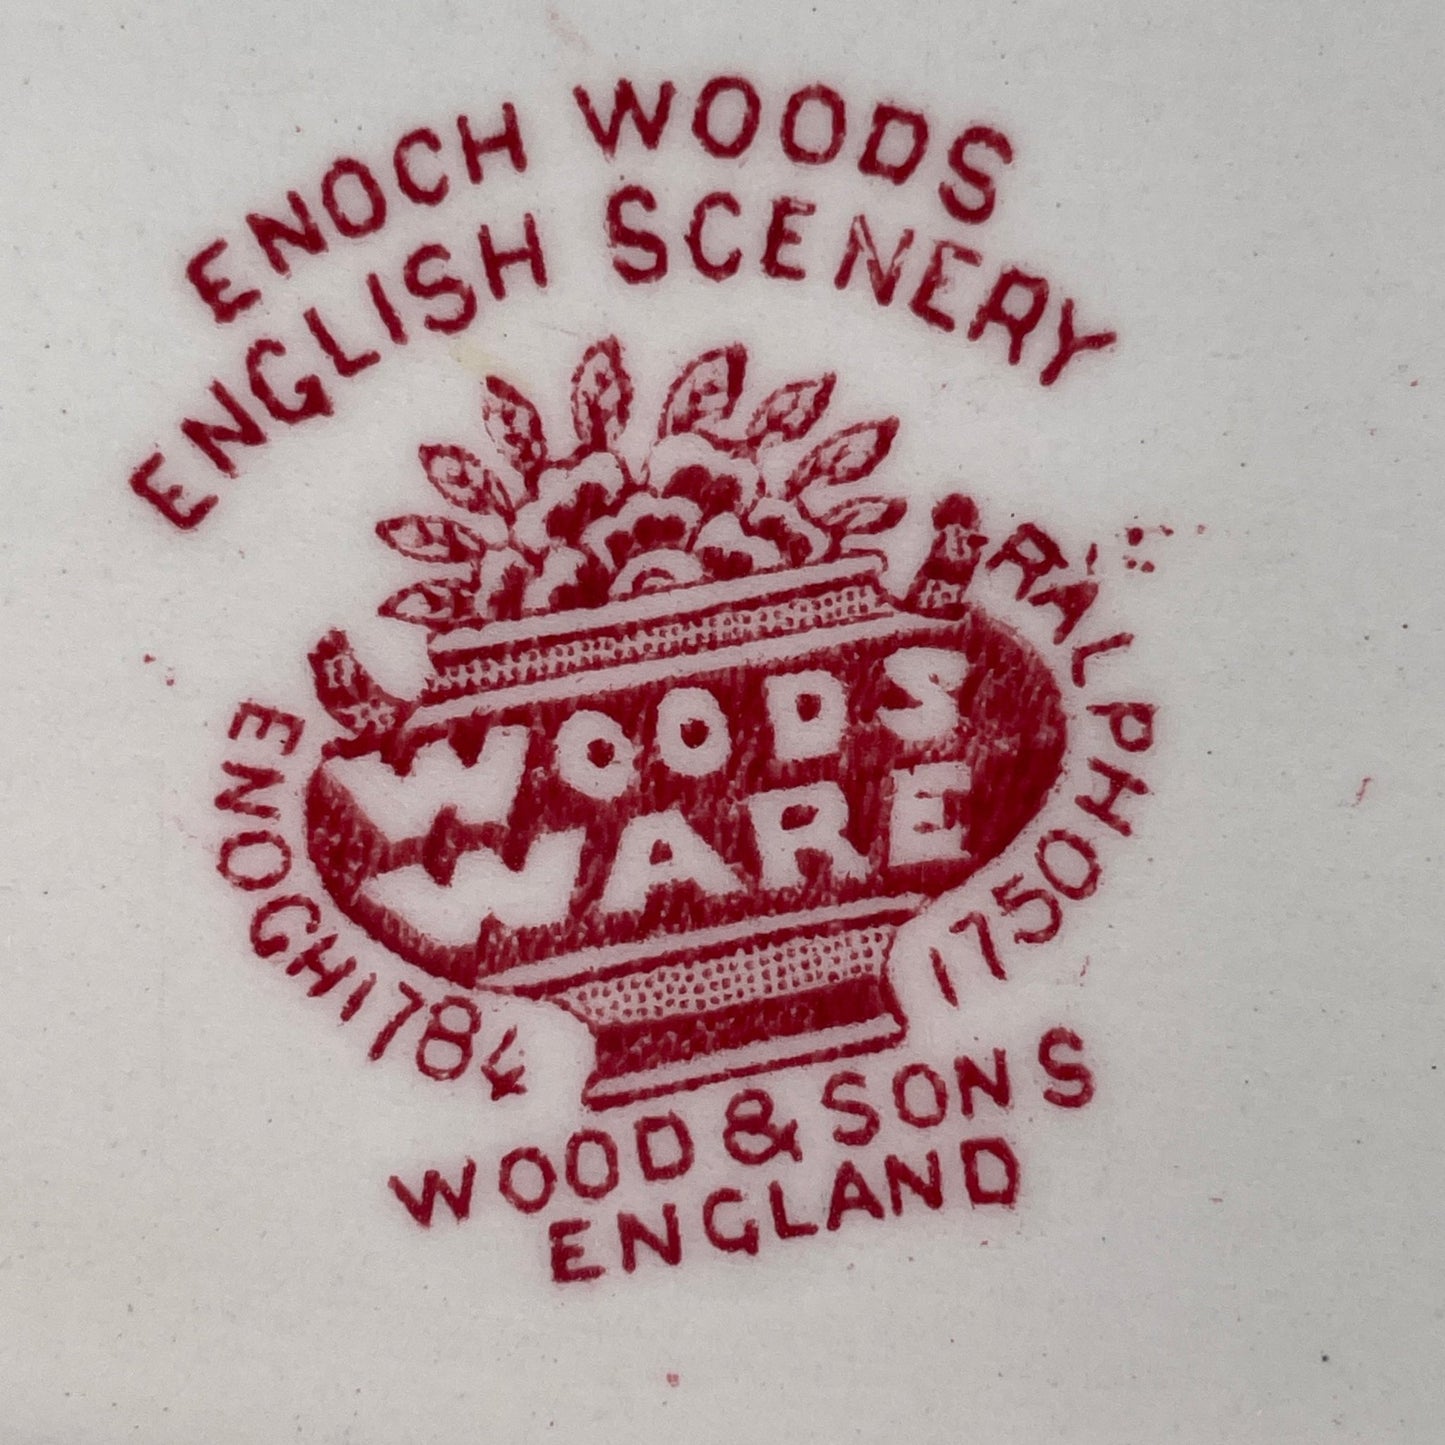 ENOCH WOODS
ENGLISH SCENERY
WOODS
WARE
ENOCH 1784
RALPH 1750
WOOD & SONS
ENGLAND